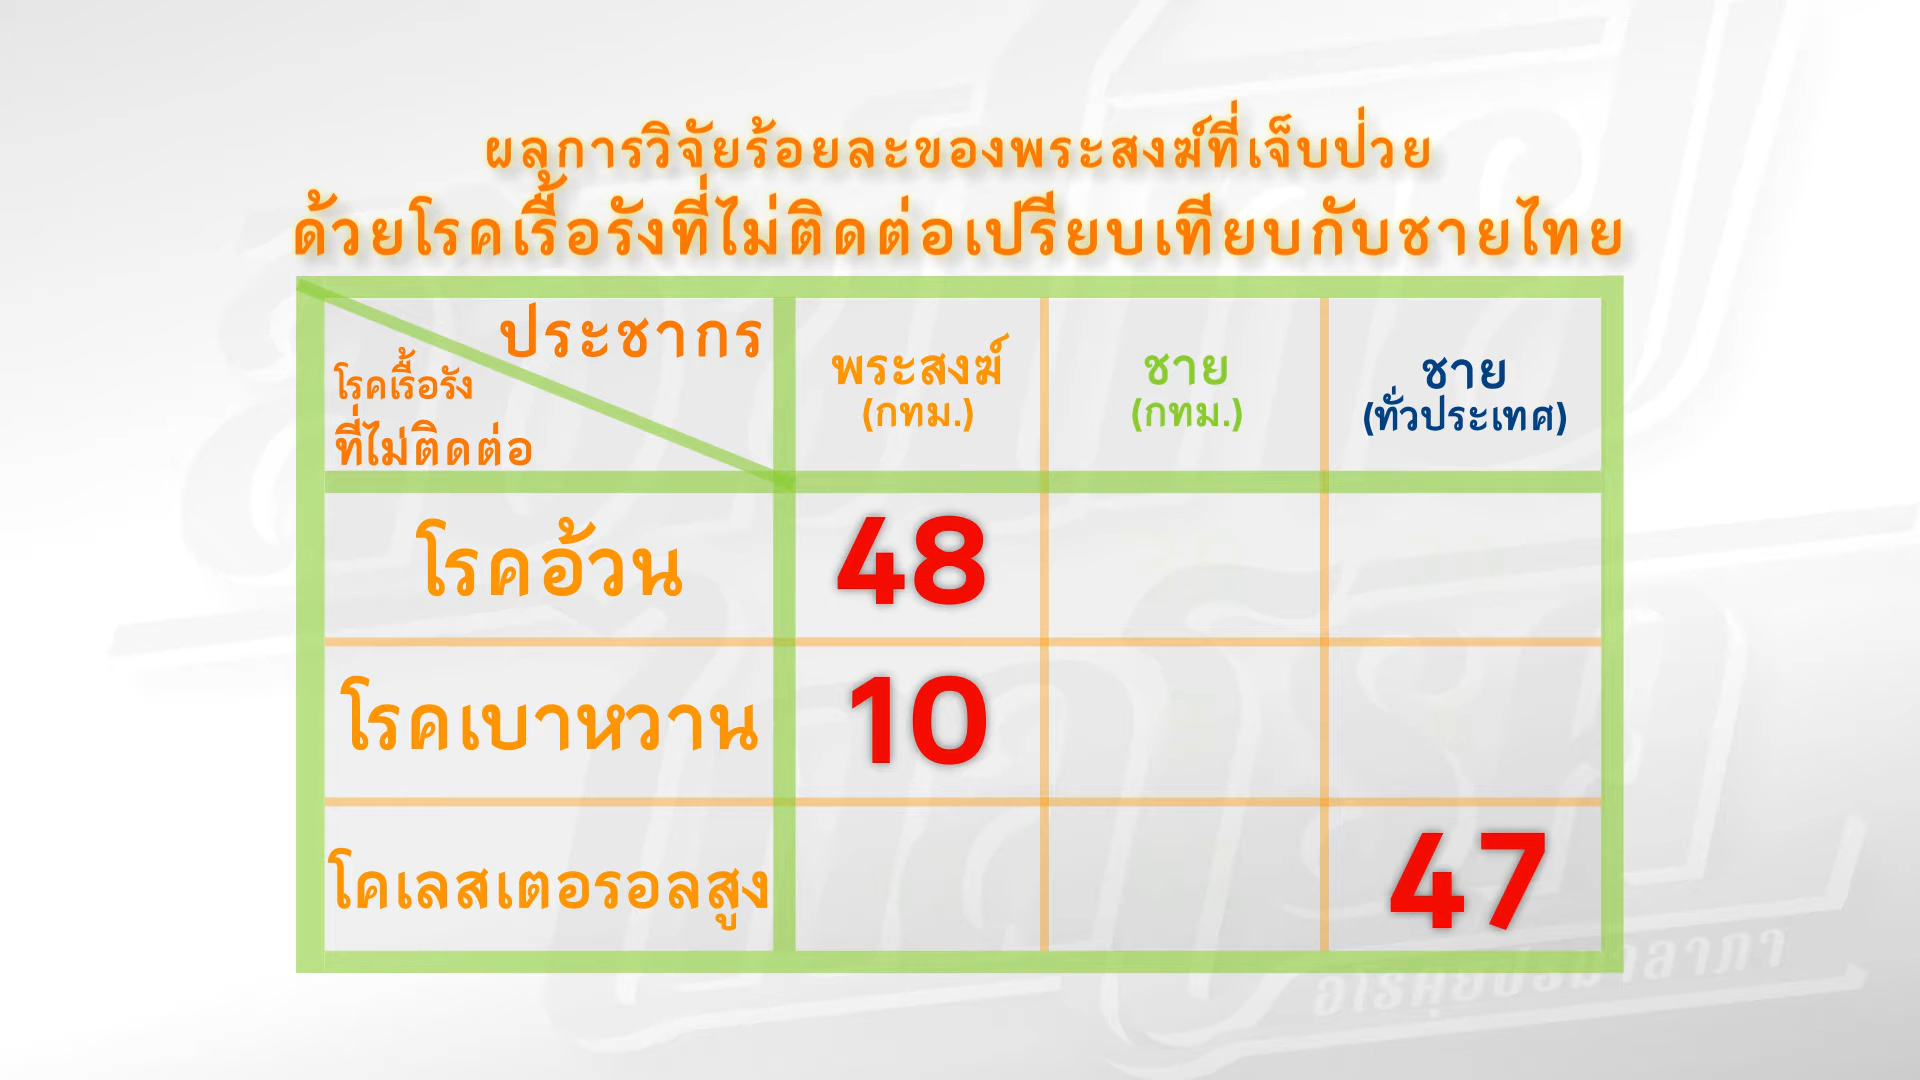 ผลการวิจัยร้อยละของพระสงฆ์ที่เจ็บป่วย
ด้วยโรคเรื้อรังที่ไม่ติดต่อเปรียบเทียบกับชายไทย
ประชากร
โรคเรื้อรัง
ที่ไม่ติดต่อ
พระสงฆ์
(กทม.)
ชาย
(กทม.)
ชาย
(ทั่วประเทศ)
โรคอ้วน
48
โรคเบาหวาน
10
โคเลสเตอรอลสูง
47